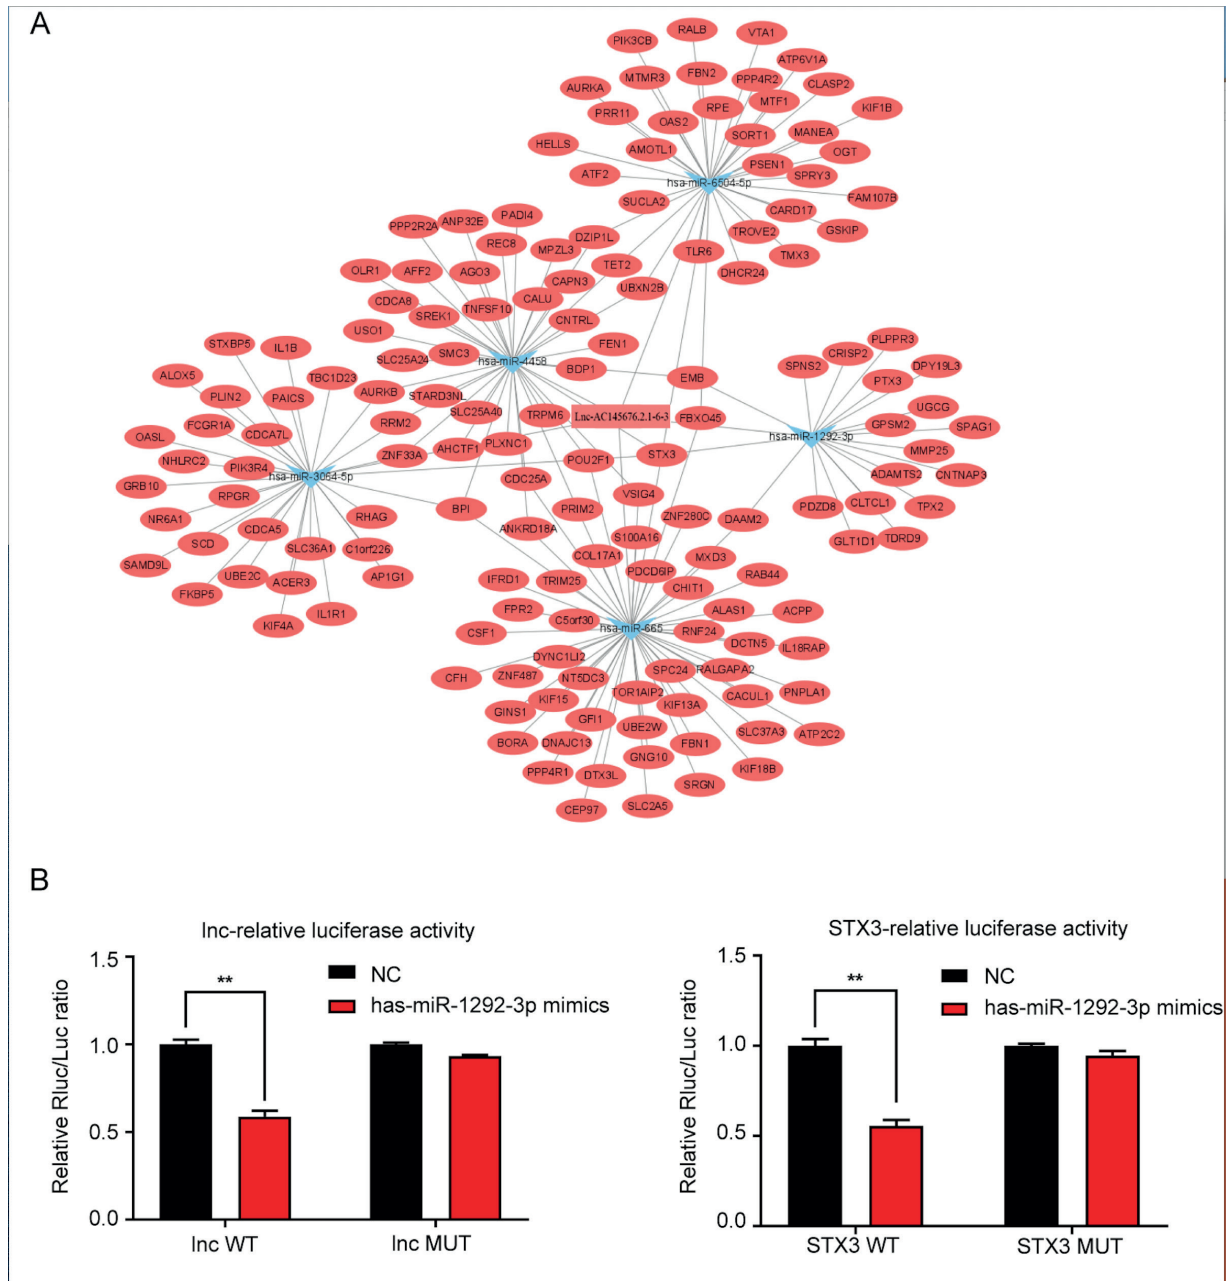 A
RALB
VTA1
PIK3CB
ATP6V1A
FBN2
MTMR3
PPP4R2
CLASP2
AURKA
MTF1
RPE
KIF1B
PRR11
OAS2
SORT1
MANEA
HELLS
AMOTL1
OGT
PSEN1
ATF2
SPRY3
hsa-miR-6504-5p
FAM107B
SUCLA2
CARD17
PADI4
ANP32E
PPP2R2A
GSKIP
TROVE2
DZIP1L
REC8
MPZL3
TLR6
TMX3
TET2
OLR1
AFF2
AGO3
DHCR24
CAPN3
UBXN2B
CALU
CDCA8
TNFSF10
SREK1
CNTRL
USO1
PLPPR3
STXBP5
IL1B
FEN1
SMC3
CRISP2
SLC25A24
hsa-miR-4458
SPNS2
DPY19L3
BDP1
ALOX5
TBC1D23
EMB
PTX3
AURKB
STARD3NL
PLIN2
PAICS
UGCG
SLC25A40
TRPM6
Lnc-AC145676.2.1-6-3
FBXO45
RRM2
FCGR1A
GPSM2
SPAG1
CDCA7L
OASL
hsa-miR-1292-3p
PLXNC1
AHCTF1
MMP25
ZNF33A
STX3
NHLRC2
POU2F1
PIK3R4
ADAMTS2
CNTNAP3
hsa-miR-3064-5p
CDC25A
GRB10
RPGR
VSIG4
CLTCL1
PDZD8
TPX2
BPI
PRIM2
RHAG
ZNF280C
NR6A1
DAAM2
CDCA5
ANKRD18A
S100A16
TDRD9
SCD
GLT1D1
SLC36A1
C1orf226
COL17A1
MXD3
SAMD9L
PDCD6IP
UBE2C
RAB44
AP1G1
IFRD1
TRIM25
ACER3
CHIT1
FKBP5
FPR2
ALAS1
ACPP
IL1R1
C5orf30
KIF4A
hsa-miR-665
CSF1
RNF24
DCTN5
IL18RAP
DYNC1LI2
SPC24
RALGAPA2
CFH
ZNF487
NT5DC3
TOR1AIP2
PNPLA1
CACUL1
KIF15
KIF13A
GINS1
GFI1
UBE2W
SLC37A3
ATP2C2
BORA
DNAJC13
FBN1
GNG10
KIF18B
PPP4R1
DTX3L
SRGN
CEP97
SLC2A5
B
lnc-relative luciferase activity
Relative Rluc/Luc ratio
1.5
1.0
0.5
0.0
**
NC
has-miR-1292-3p mimics
lnc WT
lnc MUT
STX3-relative luciferase activity
Relative Rluc/Luc ratio
1.5
1.0
0.5
0.0
**
NC
has-miR-1292-3p mimics
STX3 WT
STX3 MUT